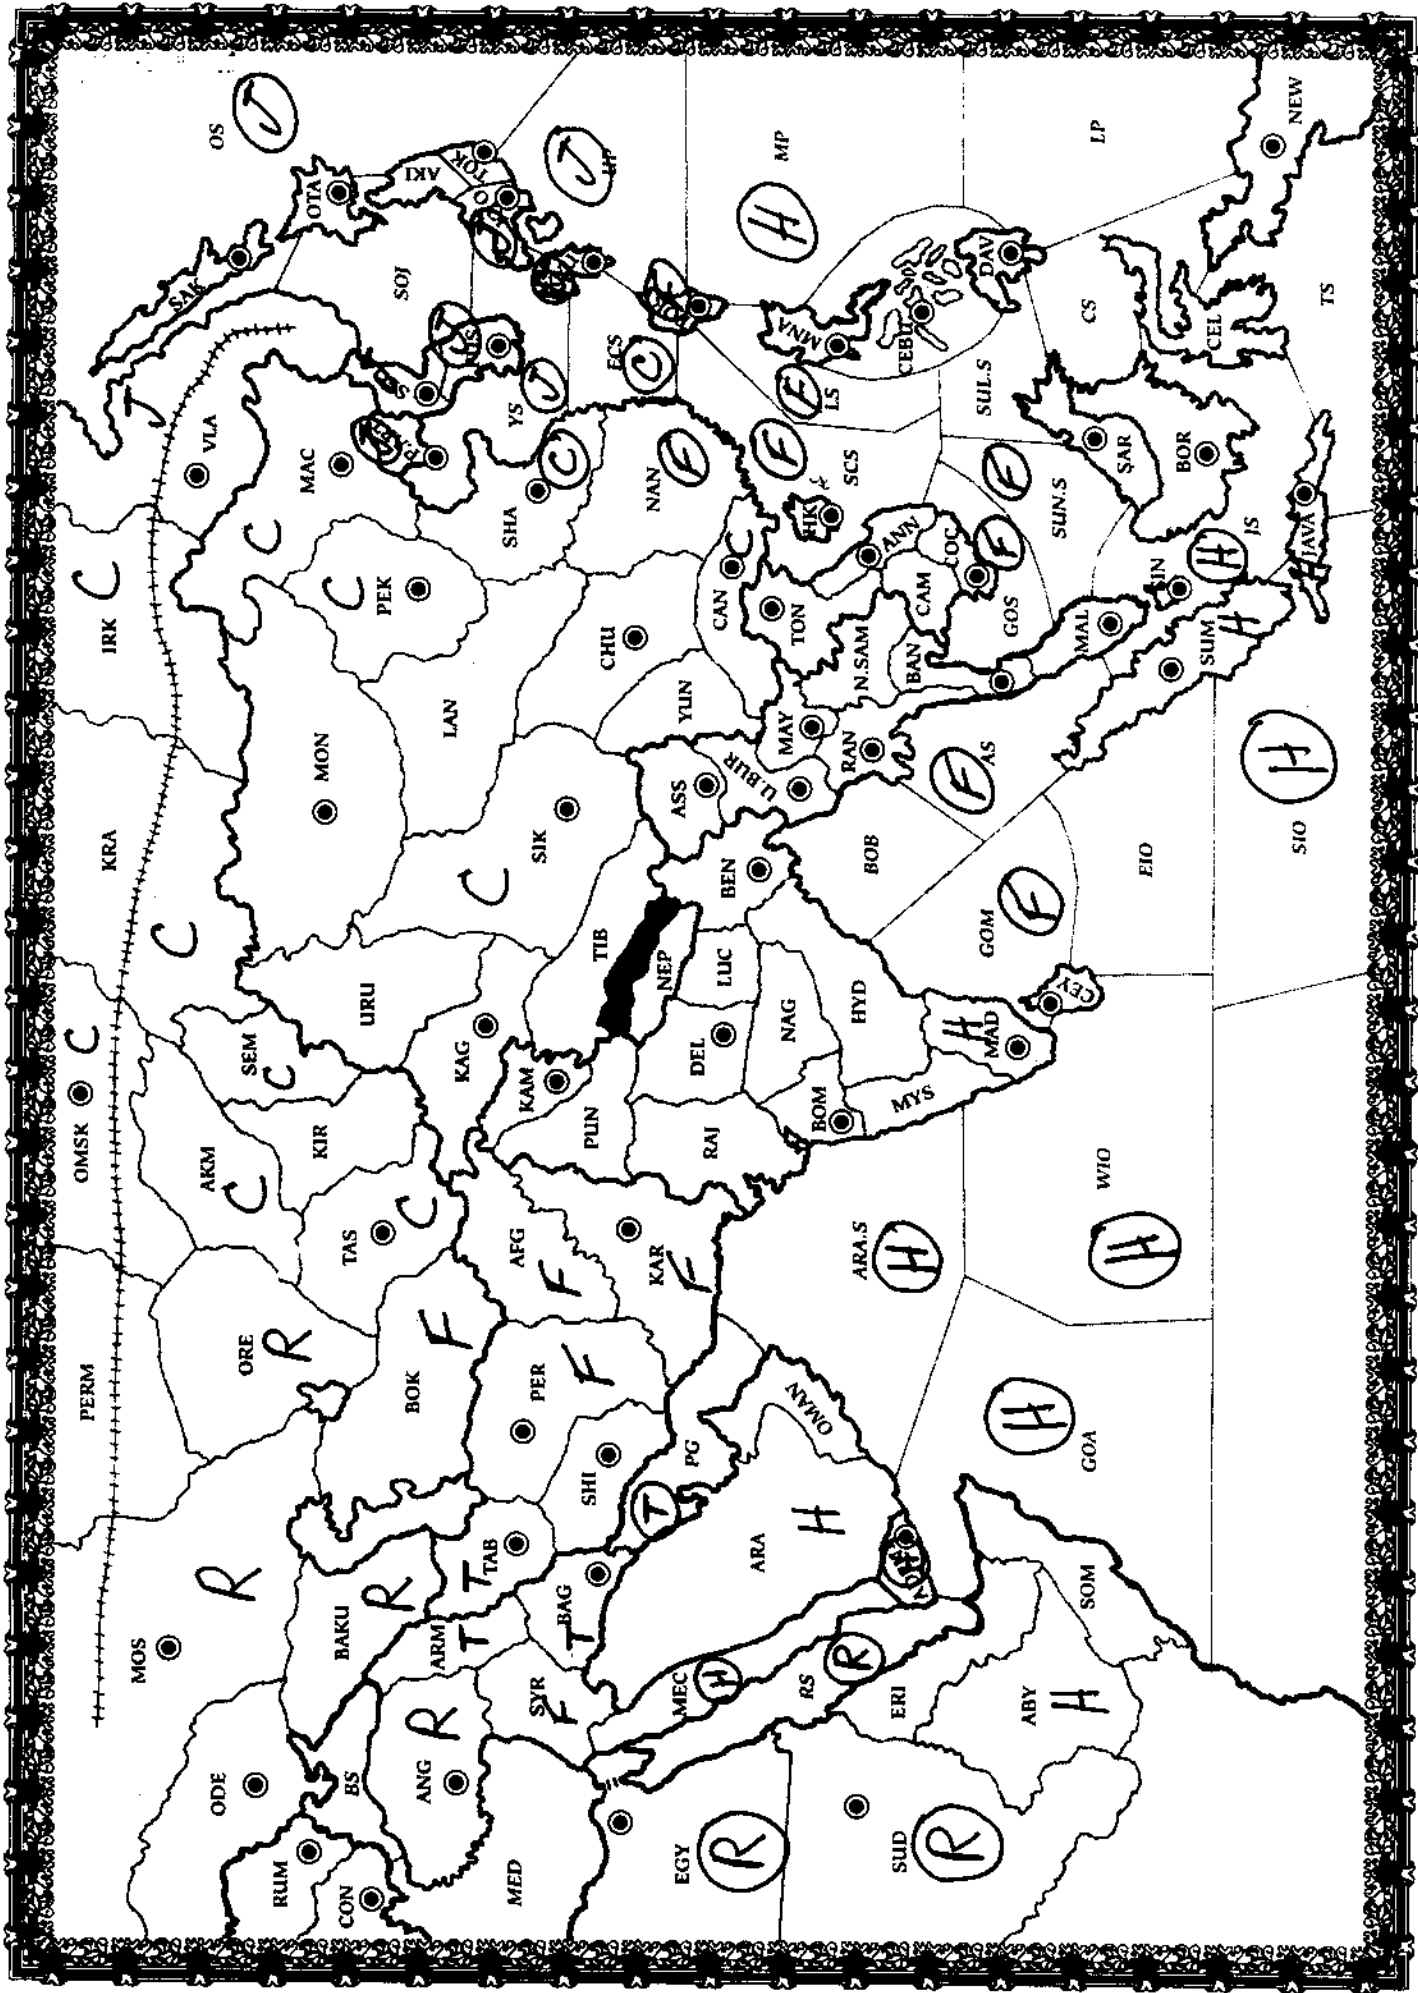 OS
J
OTA
SAK
J
VLA
AKI
TOK
SOJ
J
UP
MP
H
LP
NEW
MAC
C
YS
J
ECS
C
MNA
F
LS
CEBU
DAV
CS
CEL
TS
SUL.S
IRK
C
PEK
C
SHA
C
NAN
F
F
SCS
HK
F
SUN.S
SAR
BOR
JAVA
H
JS
H
CAN
C
TON
ANN
COC
F
CAM
GOS
SIN
MAL
SUM
H
CHU
YUN
N.SAM
BAN
LAN
MON
KRA
C
SIK
C
ASS
U.BUR
MAY
RAN
F
AS
H
SIO
EIO
BOB
BEN
TIB
NEP
LUC
NAG
HYD
GOM
F
CEY
MAD
H
MYS
BOM
DEL
RAJ
PUN
KAM
KAG
URU
SEM
C
KIR
OMSK
C
AKM
C
TAS
C
AFG
F
KAR
F
ARA.S
H
WIO
H
PERM
ORE
R
BOK
F
PER
F
SHI
PG
T
OMAN
H
GOA
ARA
H
TAB
T
BAG
T
MOS
R
BAKU
R
ARM
T
SYR
F
MEC
H
RS
R
ERI
ABY
H
SOM
ODE
BS
ANG
R
RUM
CON
MED
EGY
R
SUD
R